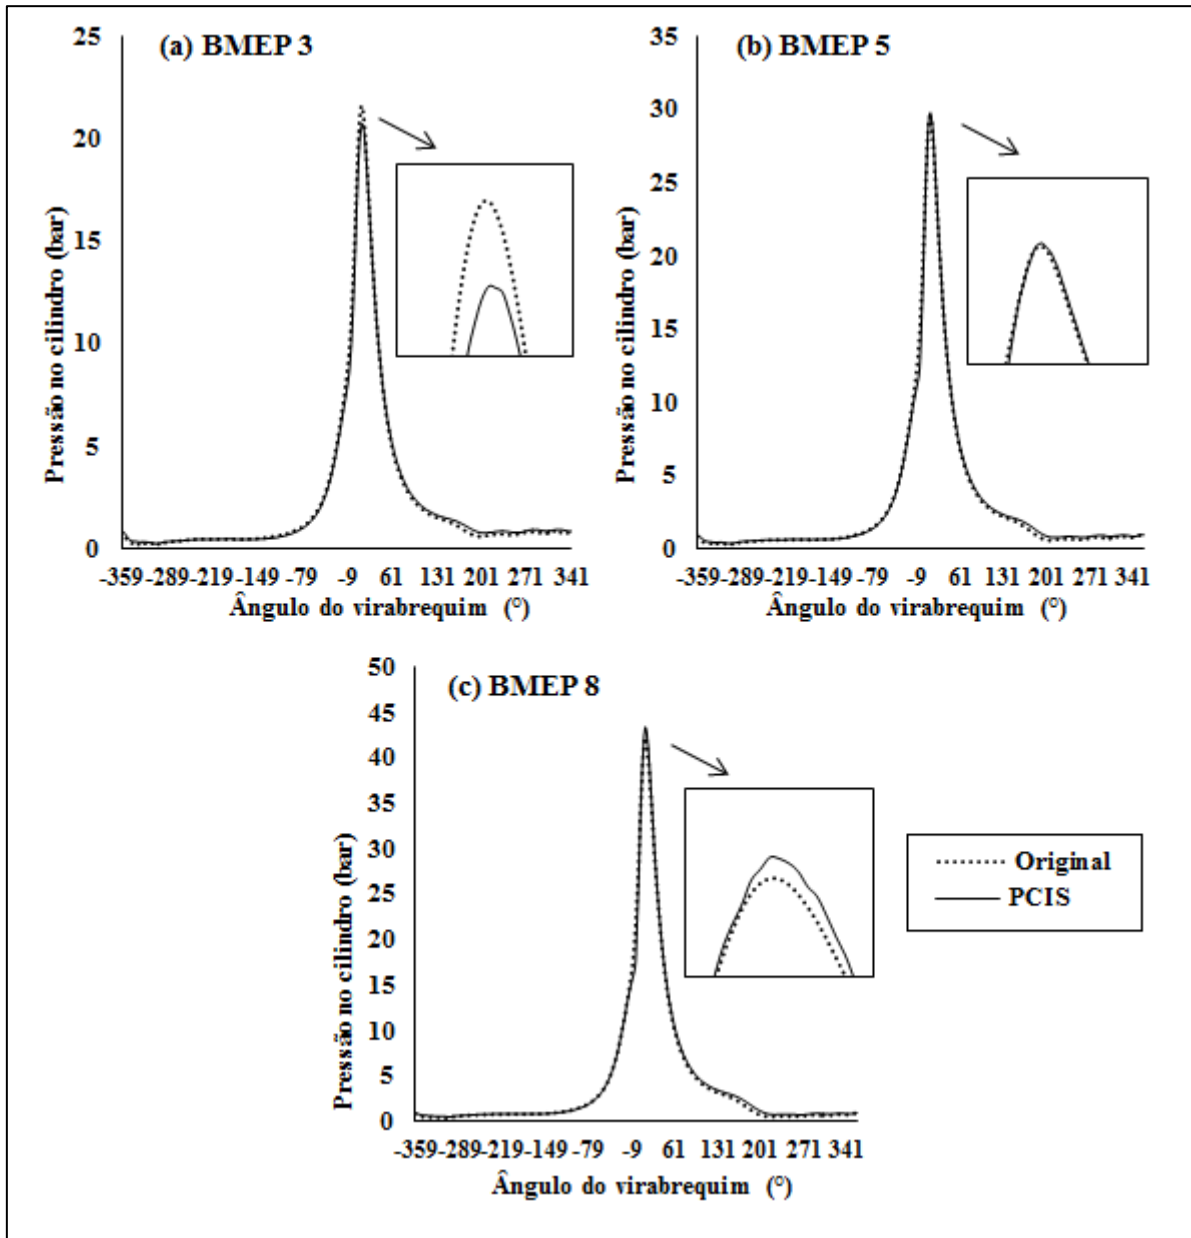 (a) BMEP 3
25
20
15
10
5
0
Pressão no cilindro (bar)
-359 -289 -219 -149 -79 -9 61 131 201 271 341
Ângulo do virabrequim (°)
(b) BMEP 5
35
30
25
20
15
10
5
0
Pressão no cilindro (bar)
-359 -289 -219 -149 -79 -9 61 131 201 271 341
Ângulo do virabrequim (°)
(c) BMEP 8
50
45
40
35
30
25
20
15
10
5
0
Pressão no cilindro (bar)
-359 -289 -219 -149 -79 -9 61 131 201 271 341
Ângulo do virabrequim (°)
Original
PCIS